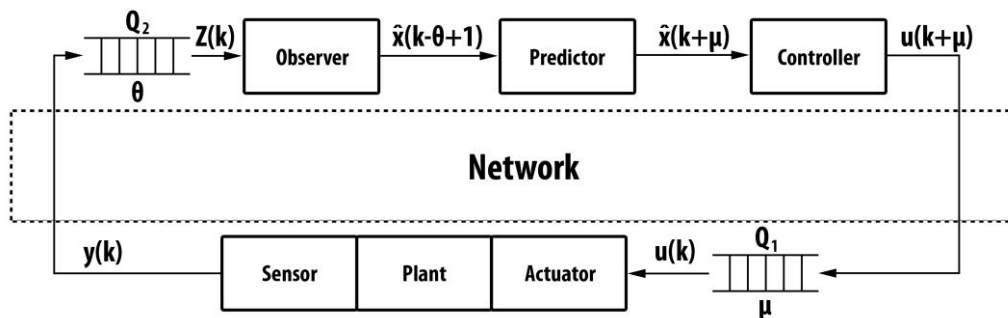 Q₂
Z(k)
x̂(k-θ+1)
x̂(k+μ)
u(k+μ)
Observer
Predictor
Controller
θ
Network
y(k)
Sensor
Plant
Actuator
u(k)
Q₁
μ